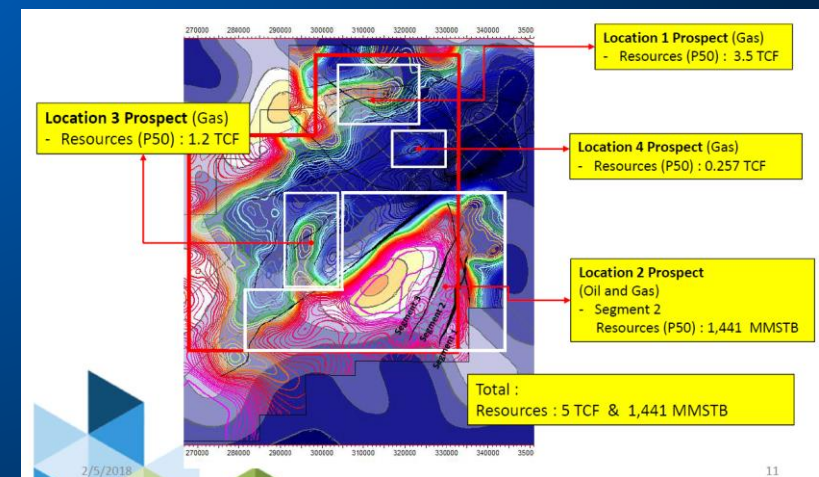 270000 280000 290000 300000 310000 320000 330000 340000 3500
Location 1 Prospect (Gas)
- Resources (P50) : 3.5 TCF
Location 3 Prospect (Gas)
- Resources (P50) : 1.2 TCF
Location 4 Prospect (Gas)
- Resources (P50) : 0.257 TCF
Location 2 Prospect
(Oil and Gas)
- Segment 2
Resources (P50) : 1,441 MMSTB
Segment 3
Segment 2
Segment 1
Total :
Resources : 5 TCF & 1,441 MMSTB
270000 280000 290000 300000 310000 320000 330000 340000 3500
2/5/2018
11